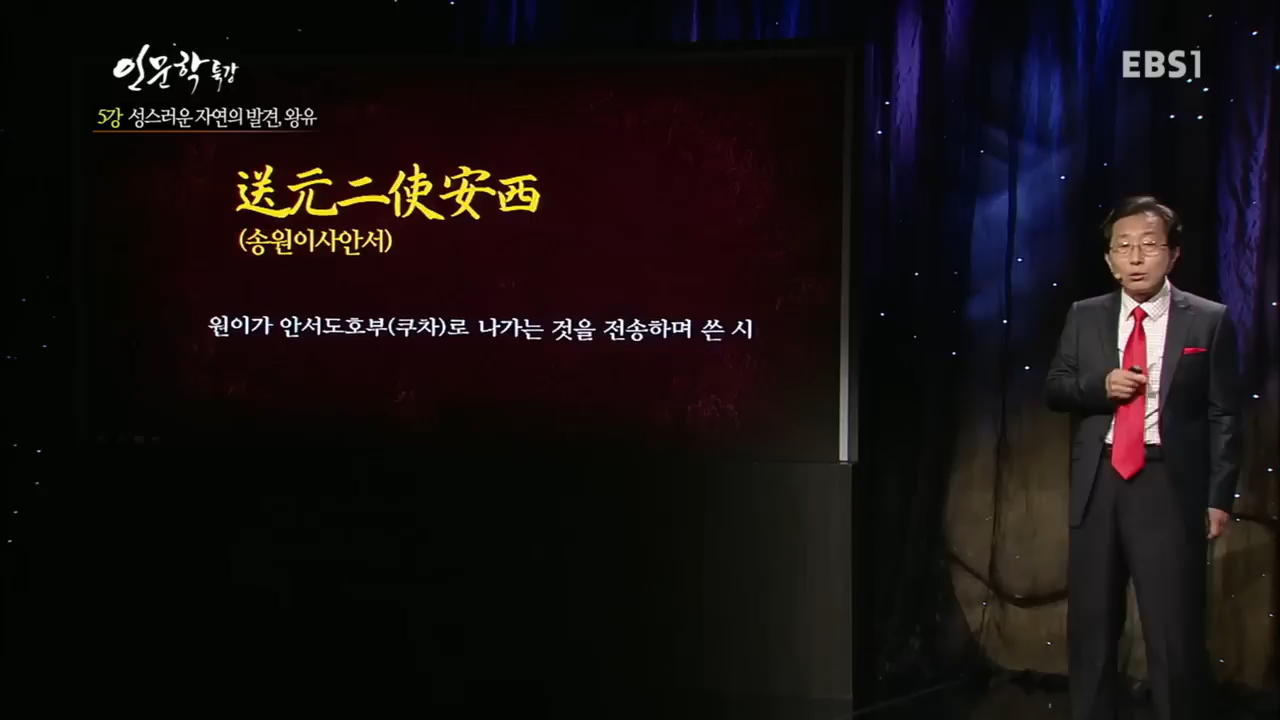 인문학 특강
EBS1
5강 성스러운 자연의 발견, 왕유
送元二使安西
(송원이사안서)
원이가 안서도호부(쿠차)로 나가는 것을 전송하며 쓴 시